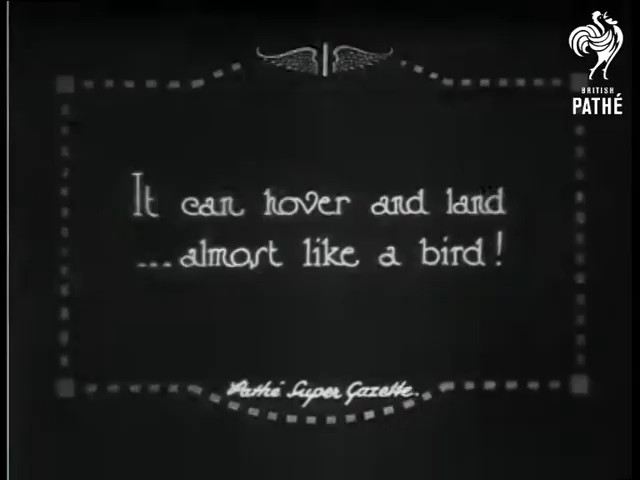 BRITISH
PATHÉ
It can hover and land
...almost like a bird!
Pathé Super Gazette.